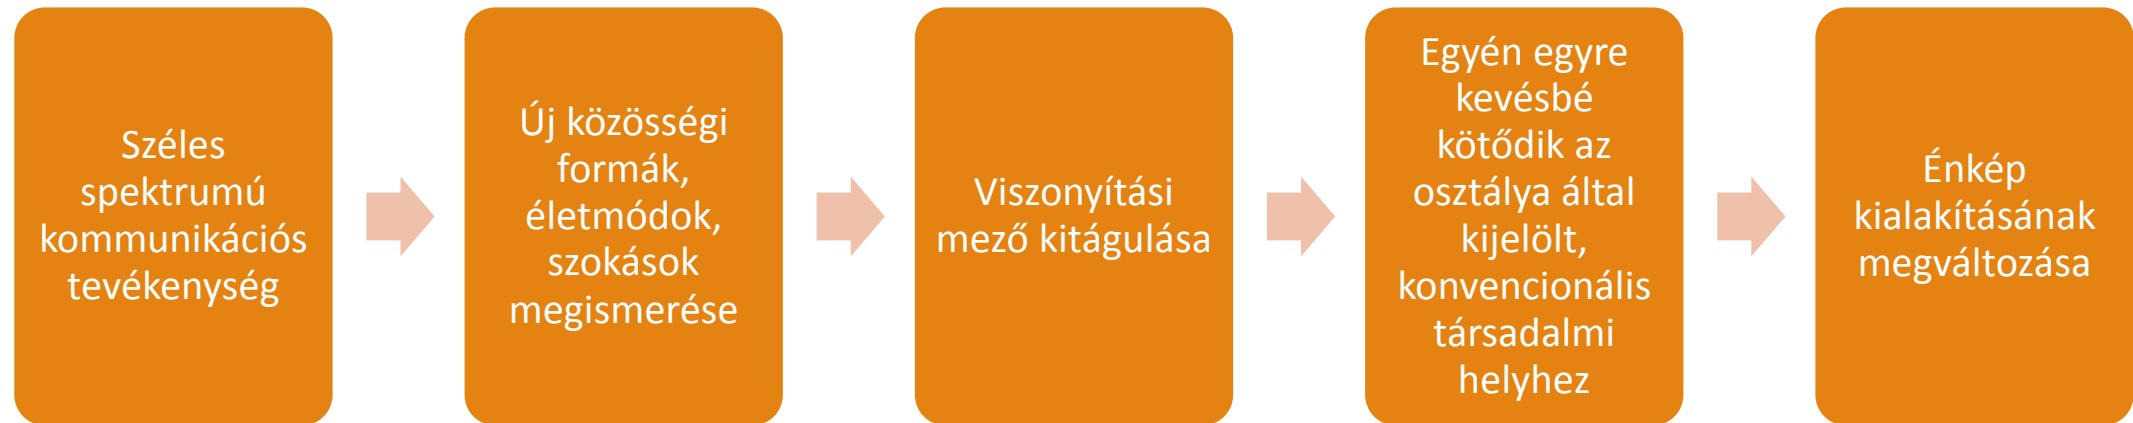 Széles
spektrumú
kommunikációs
tevékenység
Új közösségi
formák,
életmódok,
szokások
megismerése
Viszonyítási
mező kitágulása
Egyén egyre
kevésbé
kötődik az
osztálya által
kijelölt,
konvencionális
társadalmi
helyhez
Énkép
kialakításának
megváltozása